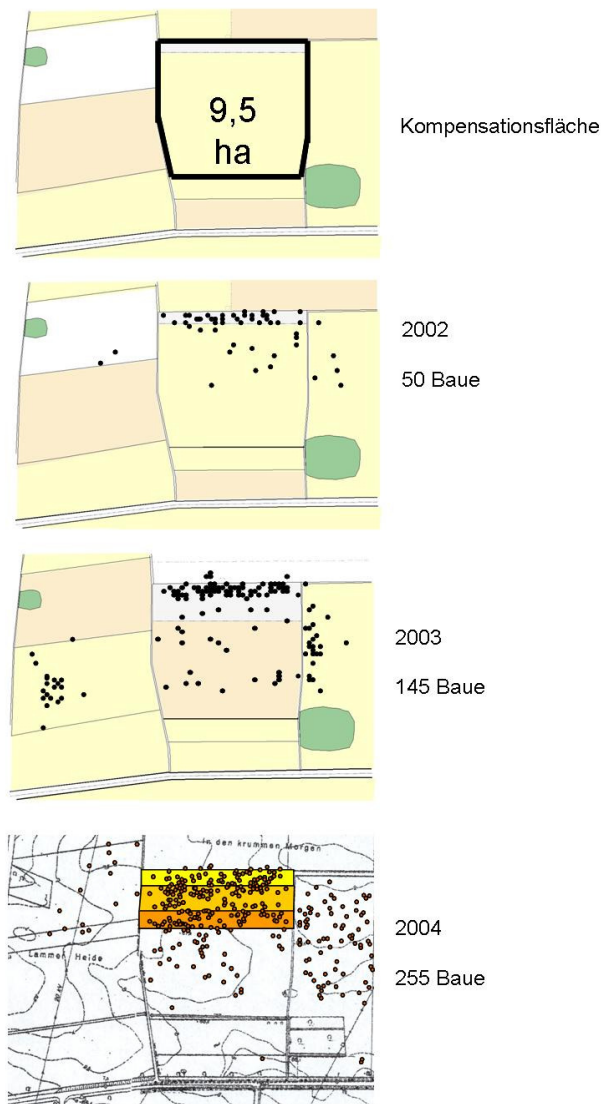 9,5
ha
Kompensationsfläche
2002
50 Baue
2003
145 Baue
In den krummen Morgen
Lammer Heide
2004
255 Baue